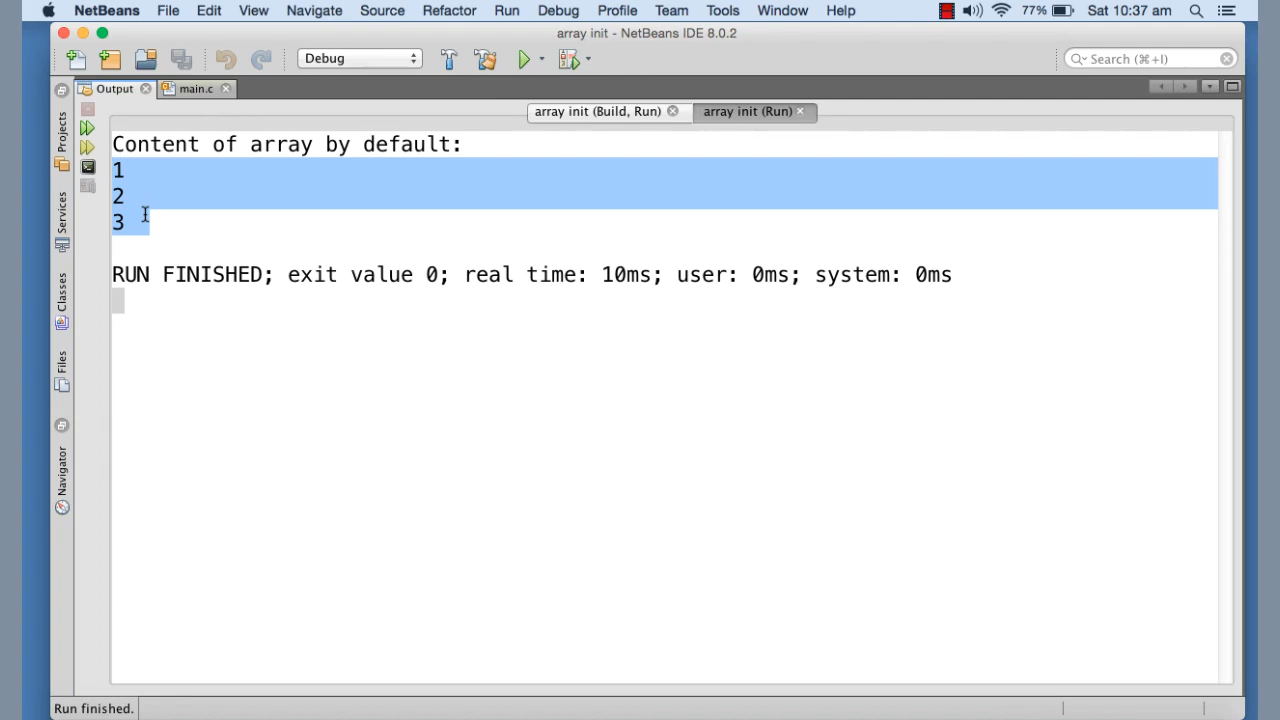 NetBeans File Edit View Navigate Source Refactor Run Debug Profile Team Tools Window Help 77% Sat 10:37 am
array init - NetBeans IDE 8.0.2
Debug Search (⌘+I)
Output main.c
array init (Build, Run) array init (Run)
Projects
Services
Classes
Files
Navigator
Content of array by default:
1
2
3
RUN FINISHED; exit value 0; real time: 10ms; user: 0ms; system: 0ms
Run finished.